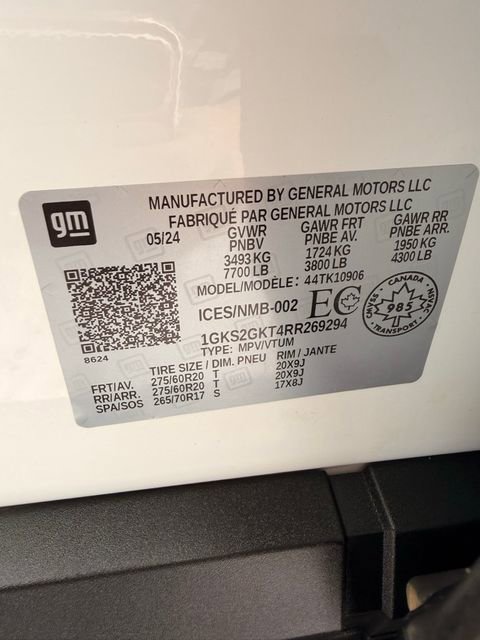 gm
MANUFACTURED BY GENERAL MOTORS LLC
FABRIQUÉ PAR GENERAL MOTORS LLC
05/24 GVWR GAWR FRT GAWR RR
PNBV PNBE AV. PNBE ARR.
3493 KG 1724 KG 1950 KG
7700 LB 3800 LB 4300 LB
MODEL/MODÈLE: 44TK10906
ICES/NMB-002 EC
CANADA
985
NSVAC
CMVSS
8624
1GKS2GKT4RR269294
TYPE: MPV/VTUM
TIRE SIZE / DIM. PNEU RIM / JANTE
FRT/AV. 275/60R20 T 20X9J
RR/ARR. 275/60R20 T 20X9J
SPA/SOS 265/70R17 S 17X8J